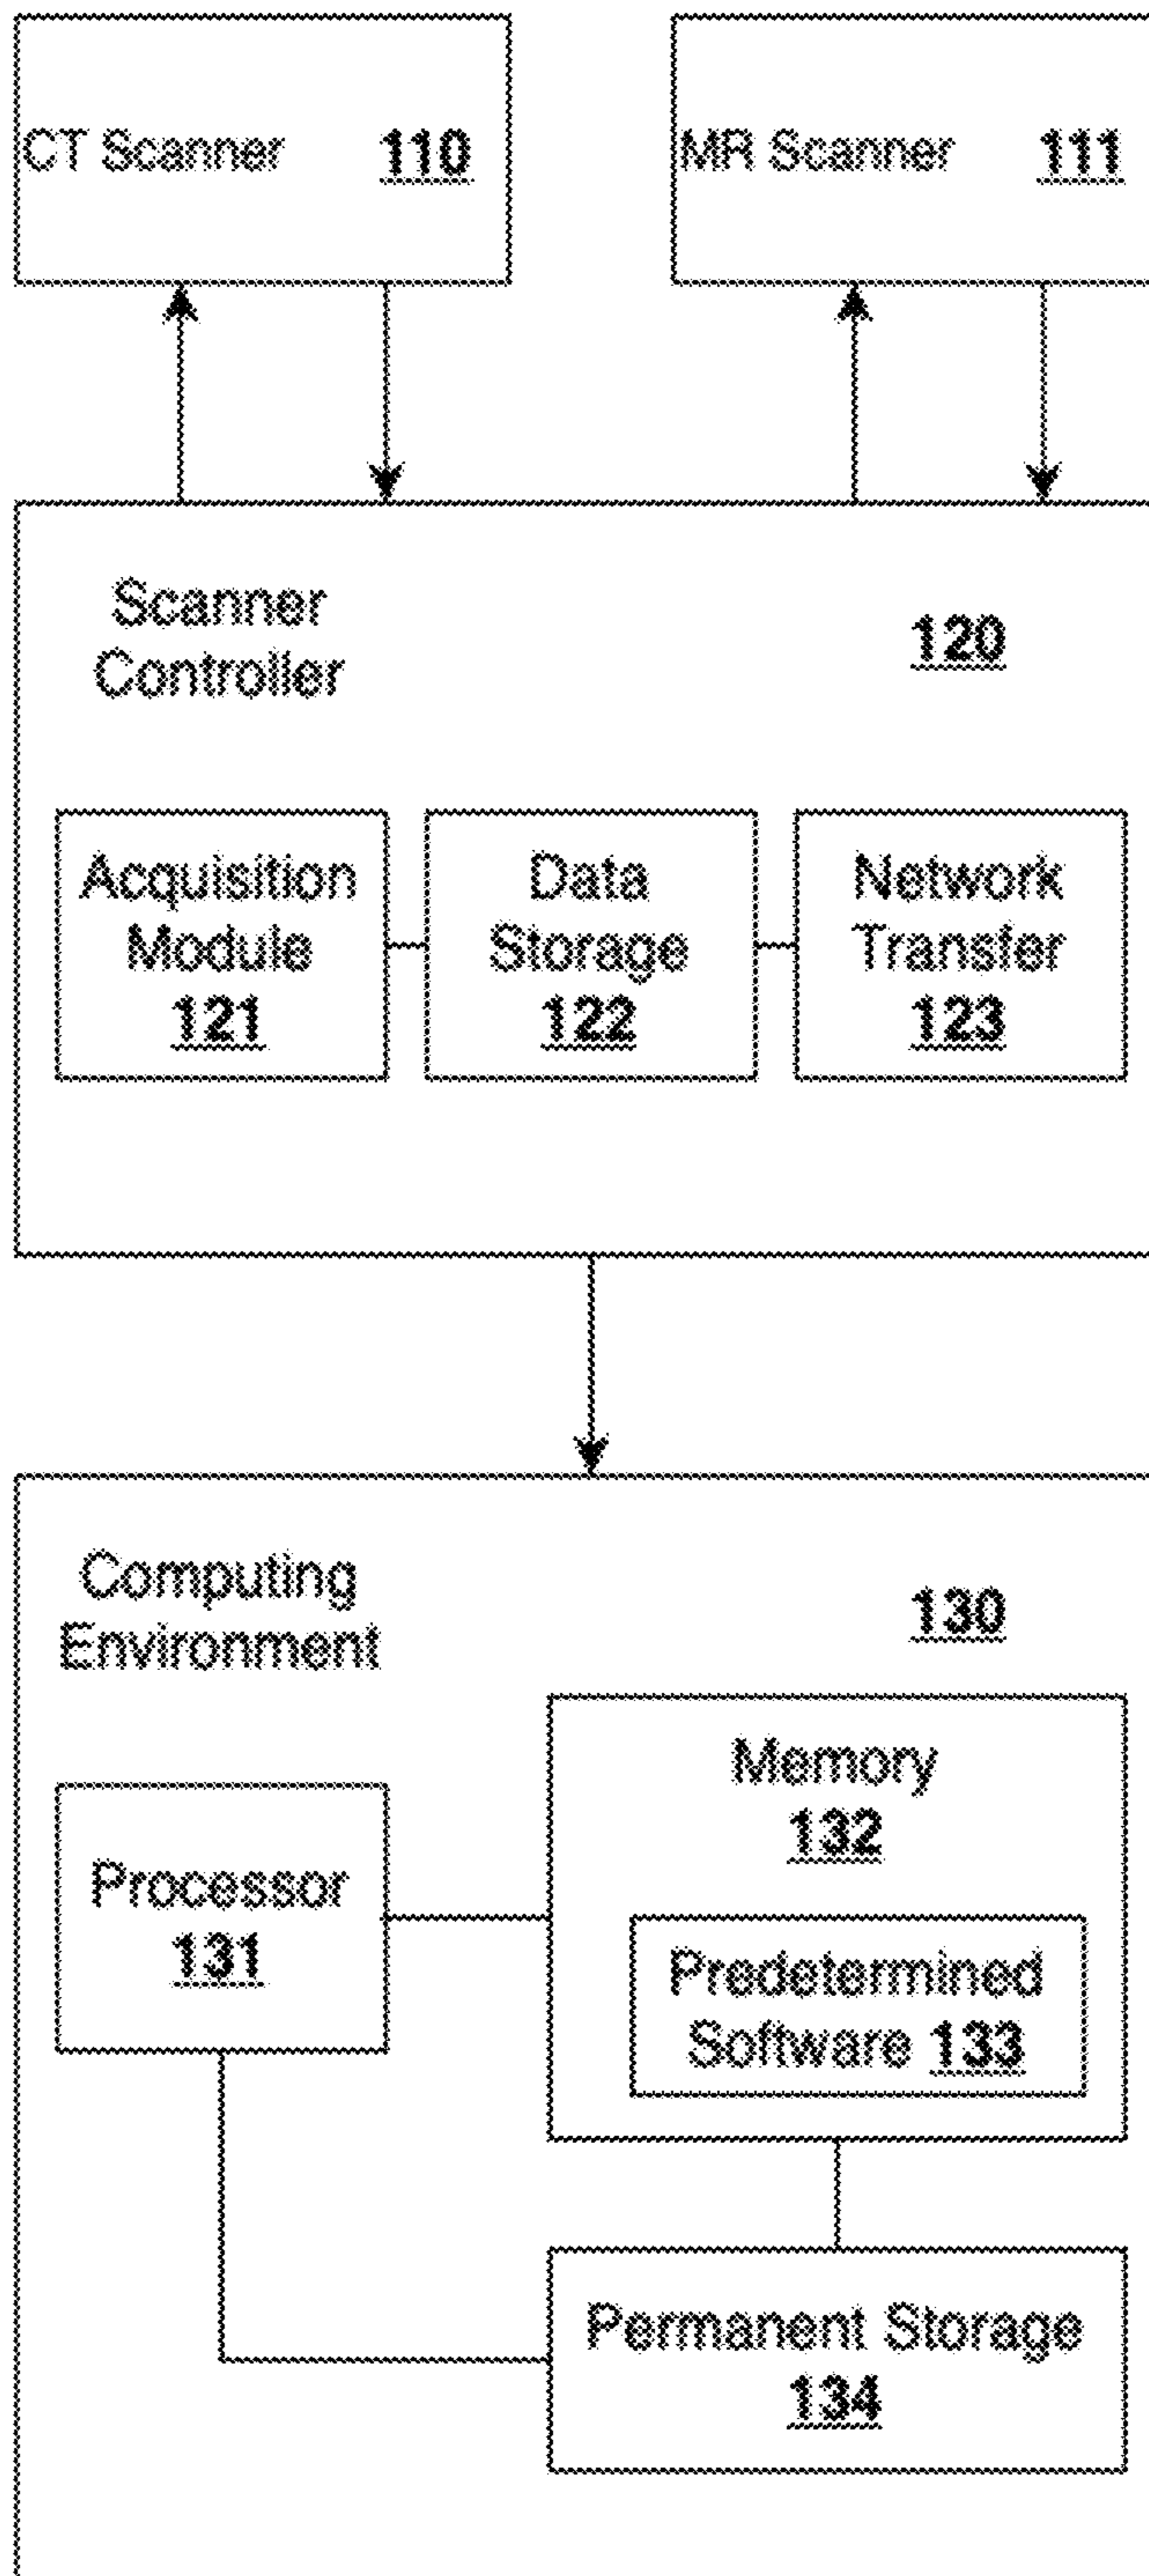 CT Scanner 110
MR Scanner 111
Scanner
Controller
120
Acquisition
Module
121
Data
Storage
122
Network
Transfer
123
Computing
Environment
130
Processor
131
Memory
132
Predetermined
Software 133
Permanent Storage
134